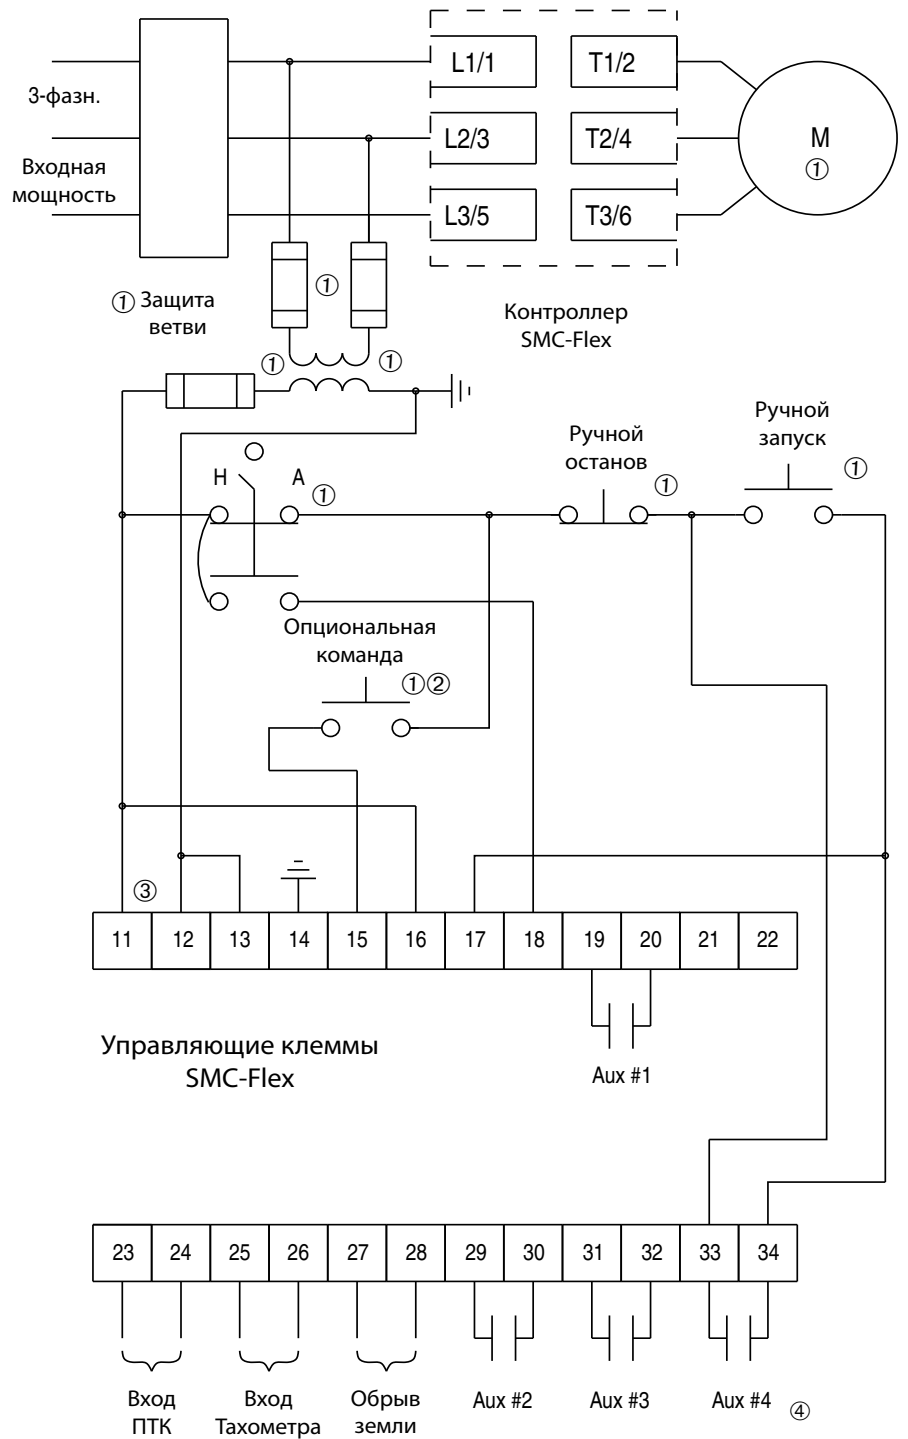 3-фазн.
Входная
мощность
L1/1
T1/2
L2/3
T2/4
L3/5
T3/6
M
①
① Защита
ветви
①
Контроллер
SMC-Flex
①
①
Ручной
запуск
Ручной
останов
①
①
H
A
①
Опциональная
команда
①②
③
11
12
13
14
15
16
17
18
19
20
21
22
Управляющие клеммы
SMC-Flex
Aux #1
23
24
25
26
27
28
29
30
31
32
33
34
Вход
ПТК
Вход
Тахометра
Обрыв
земли
Aux #2
Aux #3
Aux #4
④